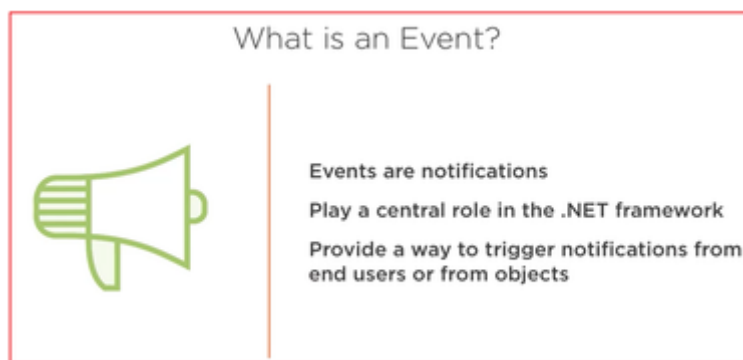 What is an Event?
Events are notifications
Play a central role in the .NET framework
Provide a way to trigger notifications from
end users or from objects